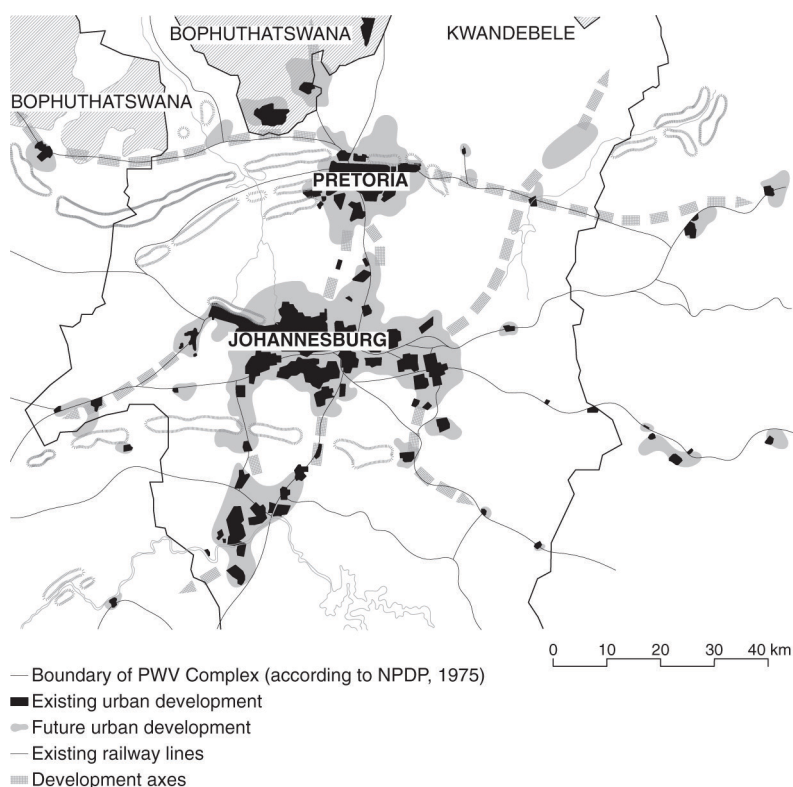 BOPHUTHATSWANA
KWANDEBELE
BOPHUTHATSWANA
PRETORIA
JOHANNESBURG
0 10 20 30 40 km
Boundary of PWV Complex (according to NPDP, 1975)
Existing urban development
Future urban development
Existing railway lines
Development axes